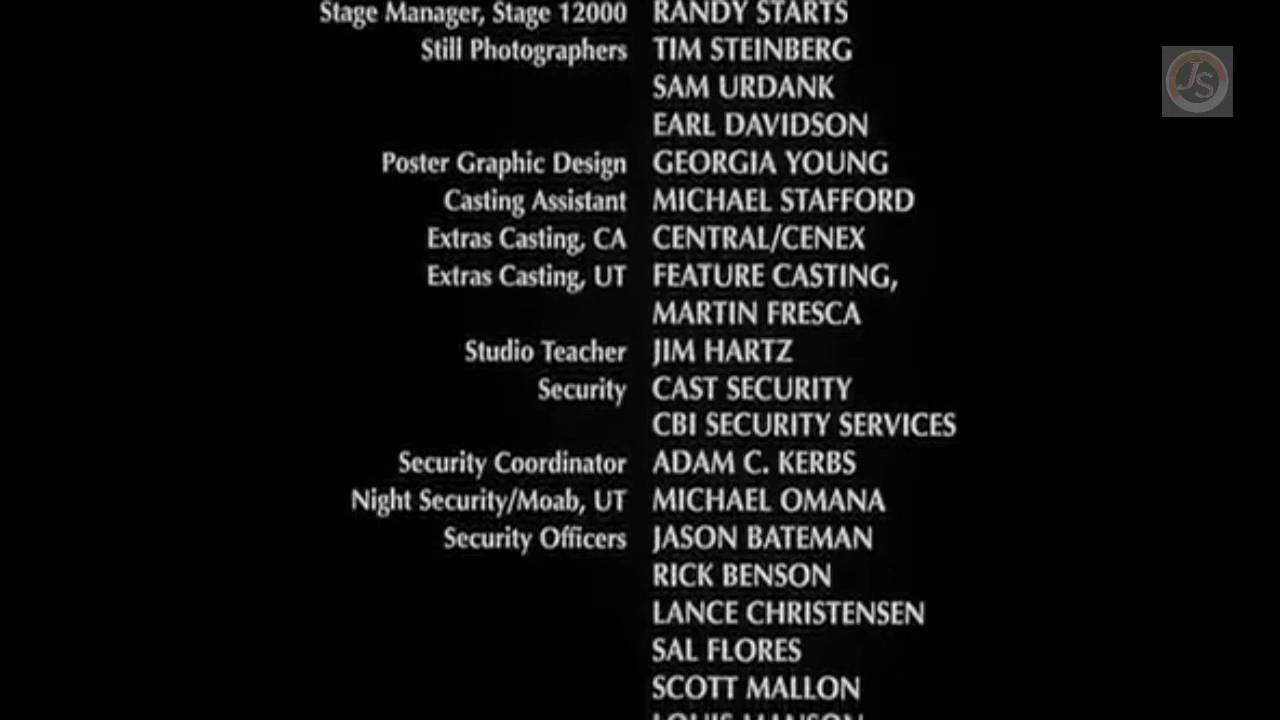 Stage Manager, Stage 12000 RANDY STARTS
Still Photographers TIM STEINBERG
SAM URDANK
EARL DAVIDSON
Poster Graphic Design GEORGIA YOUNG
Casting Assistant MICHAEL STAFFORD
Extras Casting, CA CENTRAL/CENEX
Extras Casting, UT FEATURE CASTING,
MARTIN FRESCA
Studio Teacher JIM HARTZ
Security CAST SECURITY
CBI SECURITY SERVICES
Security Coordinator ADAM C. KERBS
Night Security/Moab, UT MICHAEL OMANA
Security Officers JASON BATEMAN
RICK BENSON
LANCE CHRISTENSEN
SAL FLORES
SCOTT MALLON
LOUIS MANSON
JS